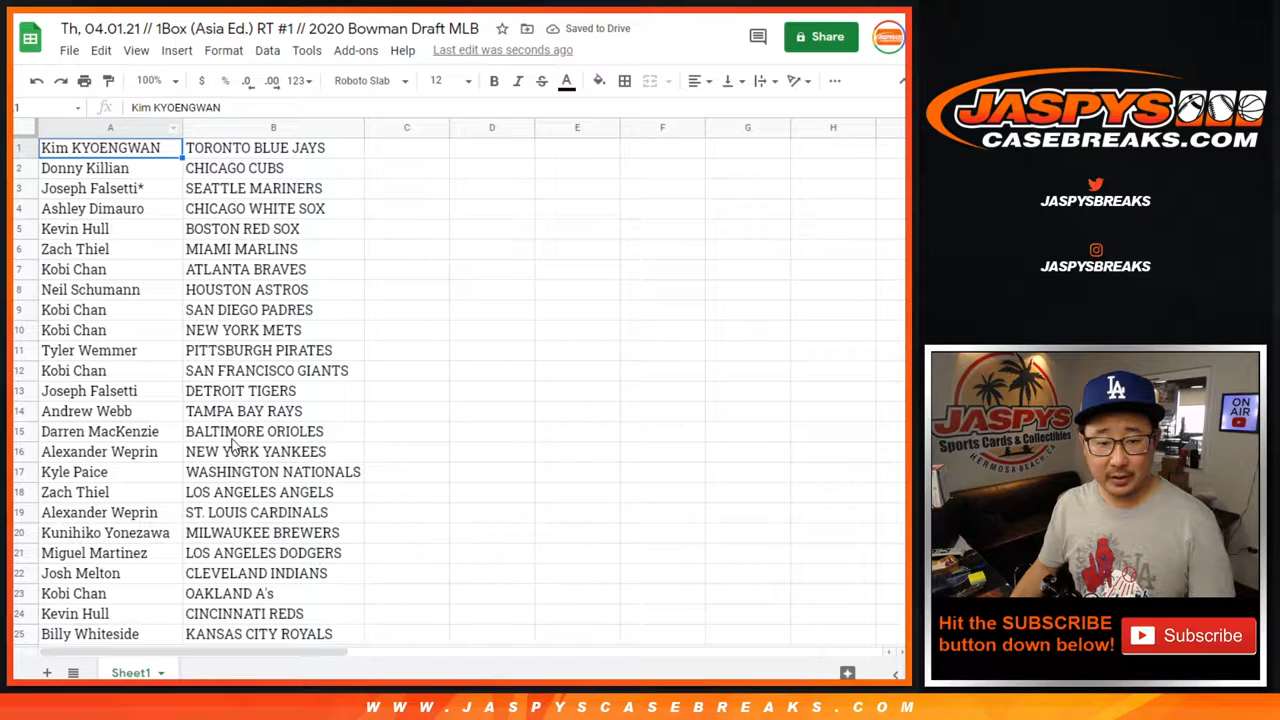 Th, 04.01.21 // 1Box (Asia Ed.) RT #1 // 2020 Bowman Draft MLB
Saved to Drive
File Edit View Insert Format Data Tools Add-ons Help Last edit was seconds ago
Share
100% $ % .0 .00 123 Roboto Slab 12 B I S A
1 fx Kim KYOENGWAN
A B C D E F G H
1 Kim KYOENGWAN TORONTO BLUE JAYS
2 Donny Killian CHICAGO CUBS
3 Joseph Falsetti* SEATTLE MARINERS
4 Ashley Dimauro CHICAGO WHITE SOX
5 Kevin Hull BOSTON RED SOX
6 Zach Thiel MIAMI MARLINS
7 Kobi Chan ATLANTA BRAVES
8 Neil Schumann HOUSTON ASTROS
9 Kobi Chan SAN DIEGO PADRES
10 Kobi Chan NEW YORK METS
11 Tyler Wemmer PITTSBURGH PIRATES
12 Kobi Chan SAN FRANCISCO GIANTS
13 Joseph Falsetti DETROIT TIGERS
14 Andrew Webb TAMPA BAY RAYS
15 Darren MacKenzie BALTIMORE ORIOLES
16 Alexander Weprin NEW YORK YANKEES
17 Kyle Paice WASHINGTON NATIONALS
18 Zach Thiel LOS ANGELES ANGELS
19 Alexander Weprin ST. LOUIS CARDINALS
20 Kunihiko Yonezawa MILWAUKEE BREWERS
21 Miguel Martinez LOS ANGELES DODGERS
22 Josh Melton CLEVELAND INDIANS
23 Kobi Chan OAKLAND A's
24 Kevin Hull CINCINNATI REDS
25 Billy Whiteside KANSAS CITY ROYALS
Sheet1
JASPYS
CASEBREAKS.COM
JASPYSBREAKS
JASPYSBREAKS
JASPYS
Sports Cards & Collectibles
HERMOSA BEACH, CA
LA
ON
AIR
Hit the SUBSCRIBE
button down below!
Subscribe
WWW.JASPYSCASEBREAKS.COM